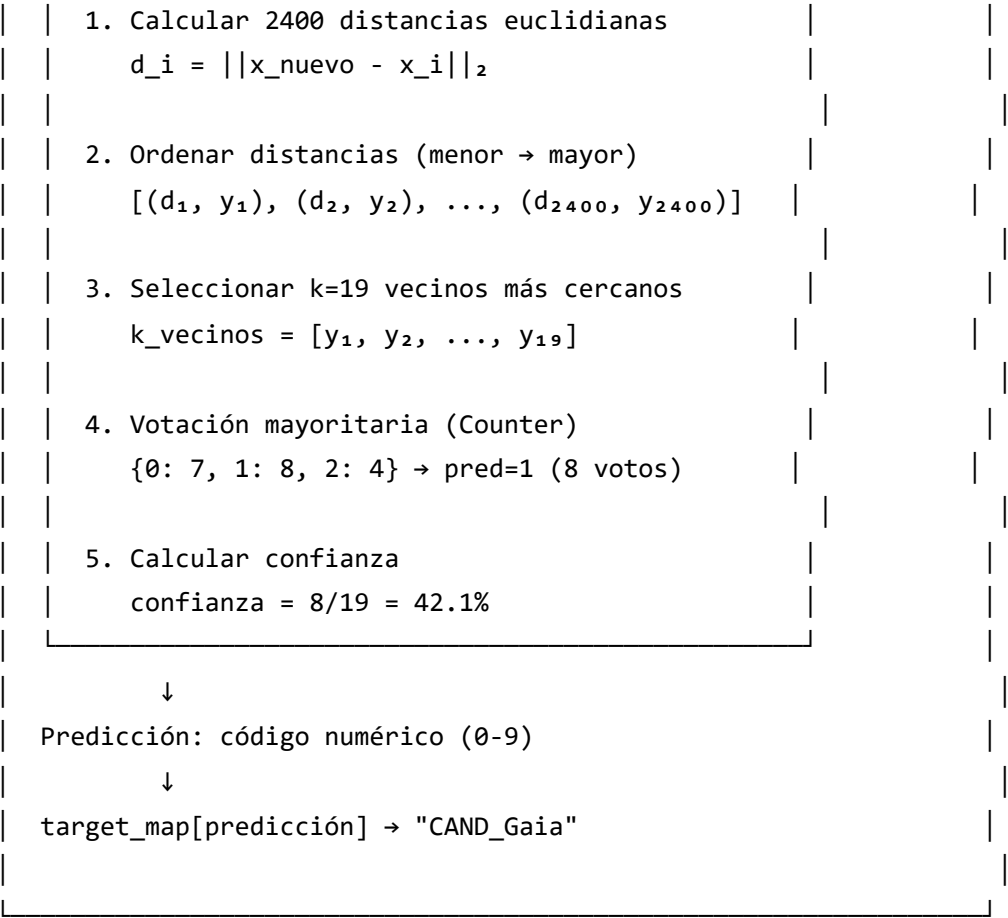 1. Calcular 2400 distancias euclidianas
d_i = ||x_nuevo - x_i||₂
2. Ordenar distancias (menor → mayor)
[(d₁, y₁), (d₂, y₂), ..., (d₂₄₀₀, y₂₄₀₀)]
3. Seleccionar k=19 vecinos más cercanos
k_vecinos = [y₁, y₂, ..., y₁₉]
4. Votación mayoritaria (Counter)
{0: 7, 1: 8, 2: 4} → pred=1 (8 votos)
5. Calcular confianza
confianza = 8/19 = 42.1%
↓
Predicción: código numérico (0-9)
↓
target_map[predicción] → "CAND_Gaia"